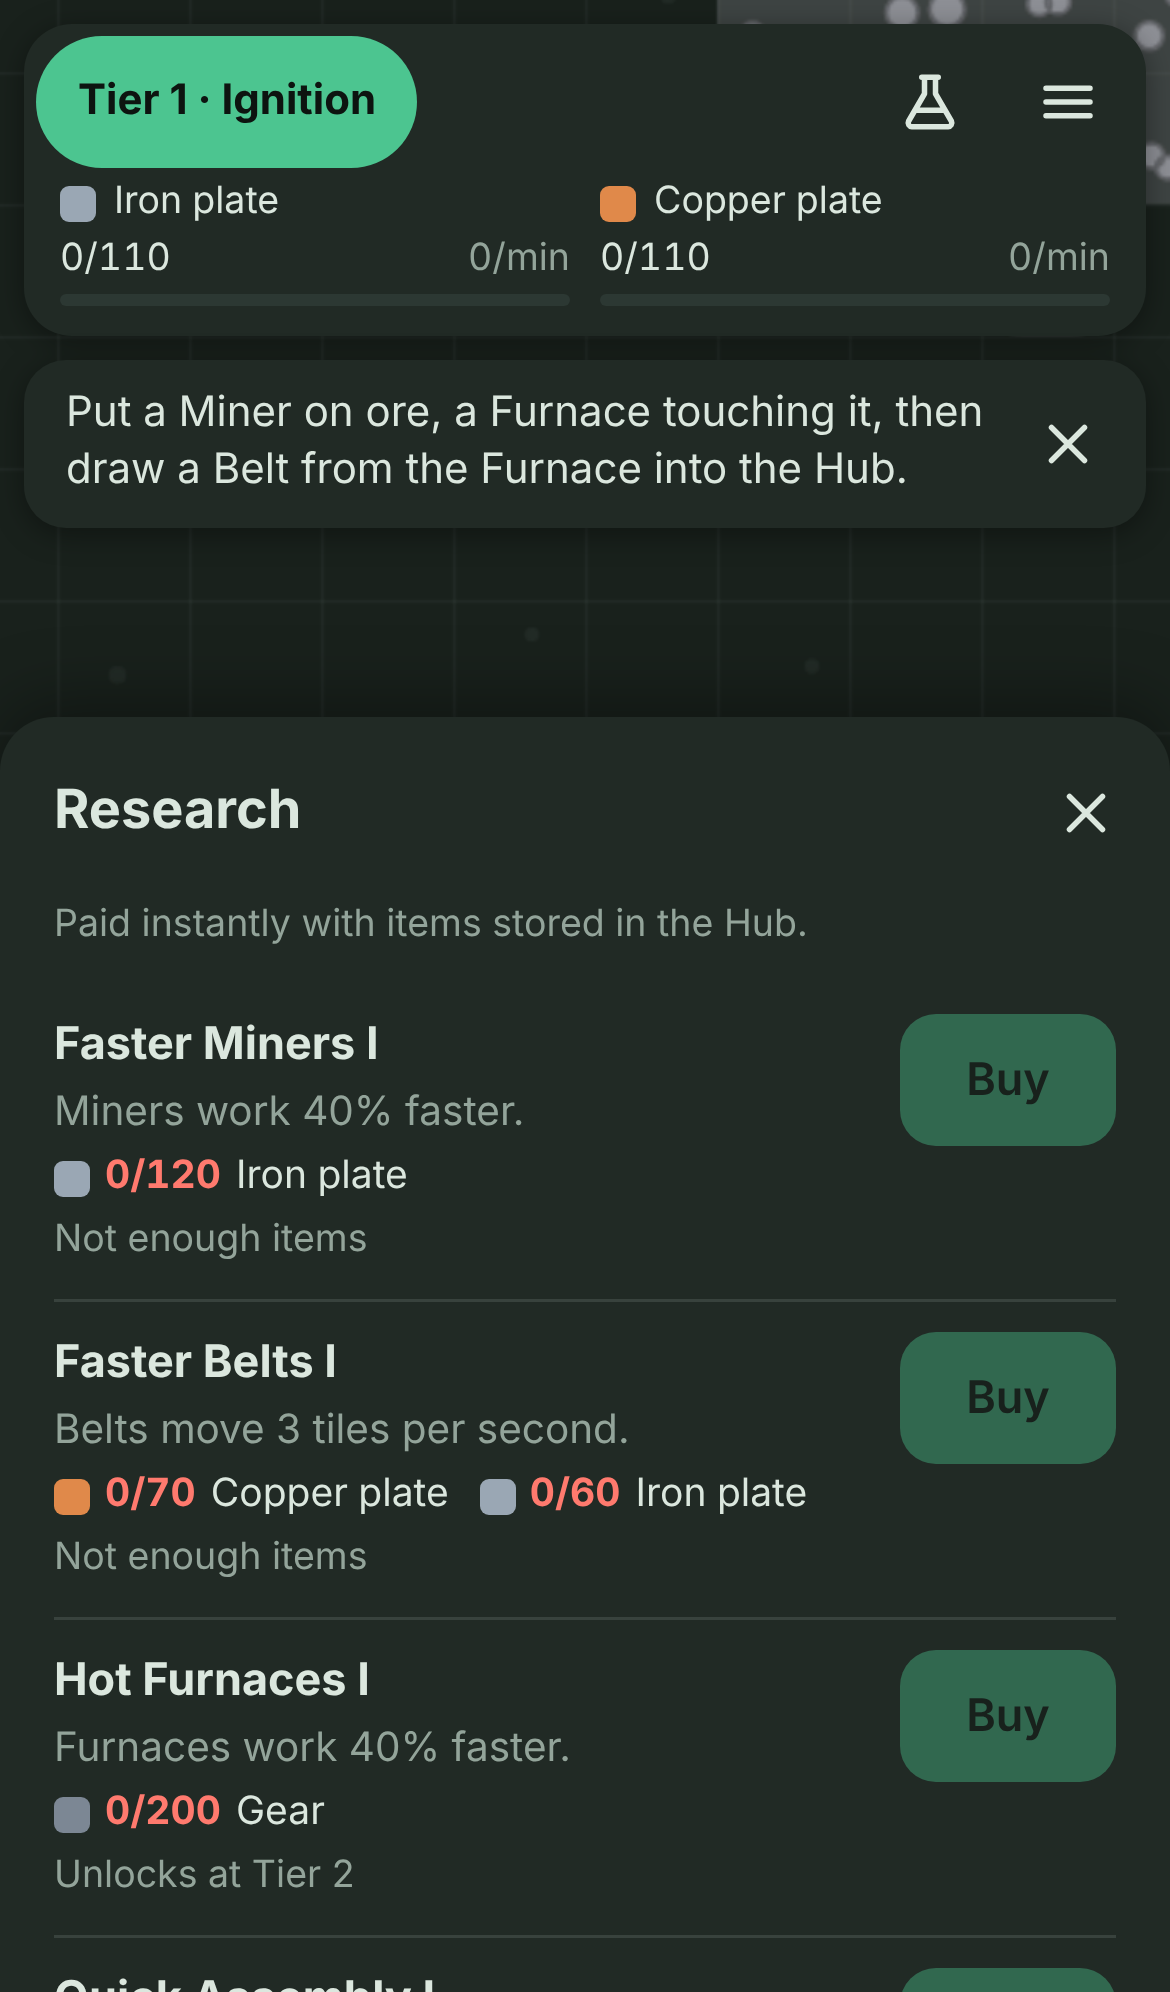 Tier 1 · Ignition
Iron plate
0/110 0/min
Copper plate
0/110 0/min
Put a Miner on ore, a Furnace touching it, then
draw a Belt from the Furnace into the Hub.
Research
Paid instantly with items stored in the Hub.
Faster Miners I
Buy
Miners work 40% faster.
0/120 Iron plate
Not enough items
Faster Belts I
Buy
Belts move 3 tiles per second.
0/70 Copper plate 0/60 Iron plate
Not enough items
Hot Furnaces I
Buy
Furnaces work 40% faster.
0/200 Gear
Unlocks at Tier 2
Quick Assembly I